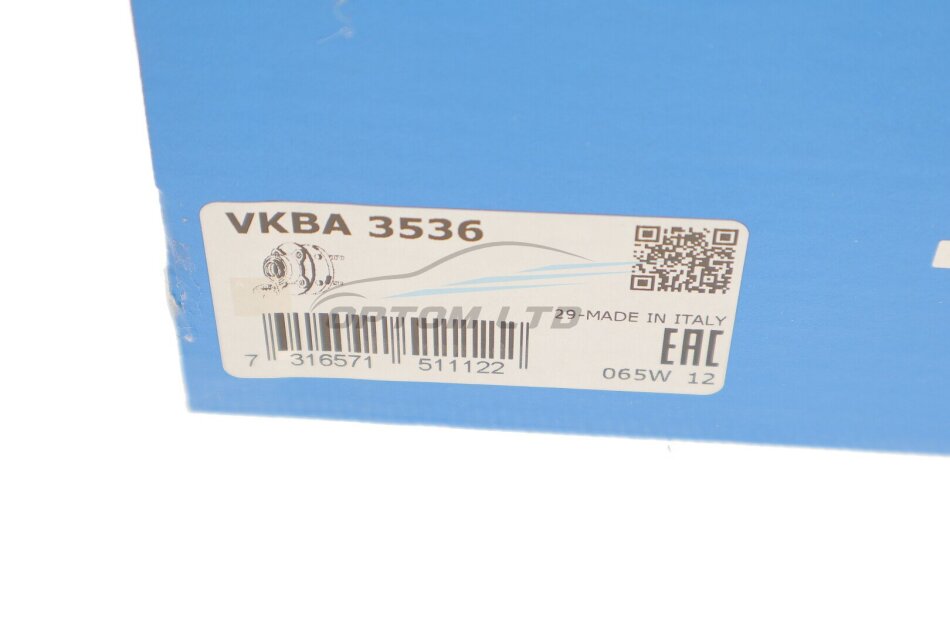 VKBA 3536
OPTOM LTD
29-MADE IN ITALY
EAC
7 316571 511122
065W 12